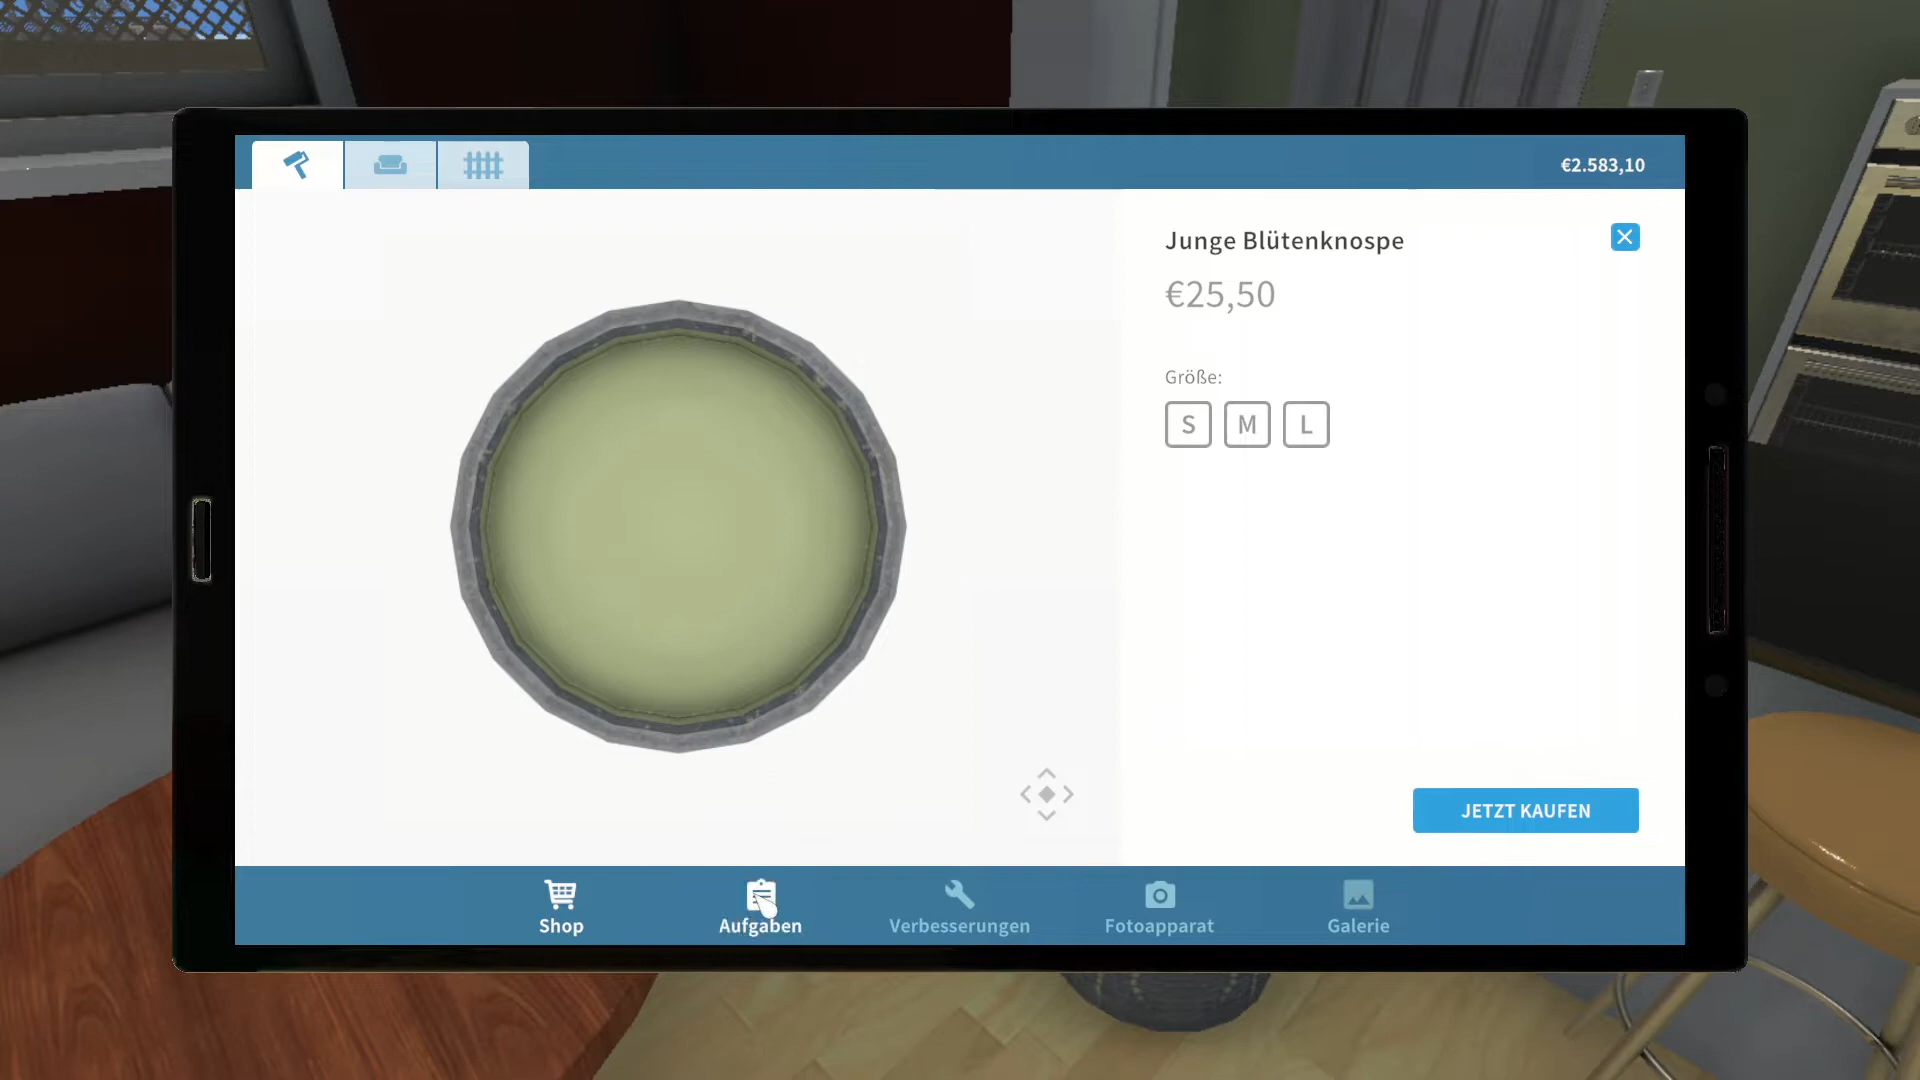 €2.583,10
Junge Blütenknospe
€25,50
Größe:
S M L
JETZT KAUFEN
Shop Aufgaben Verbesserungen Fotoapparat Galerie